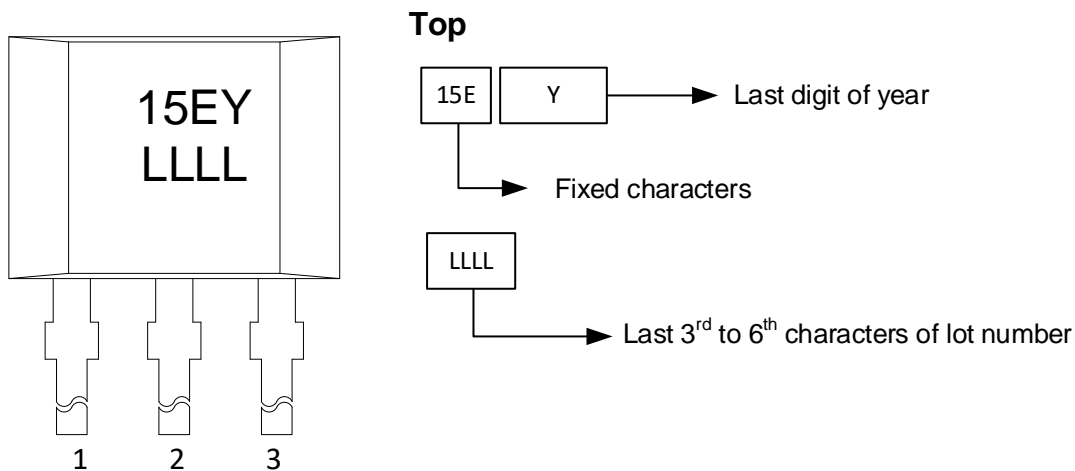 15EY
LLLL
1 2 3
Top
15E Y Last digit of year
Fixed characters
LLLL
Last 3rd to 6th characters of lot number